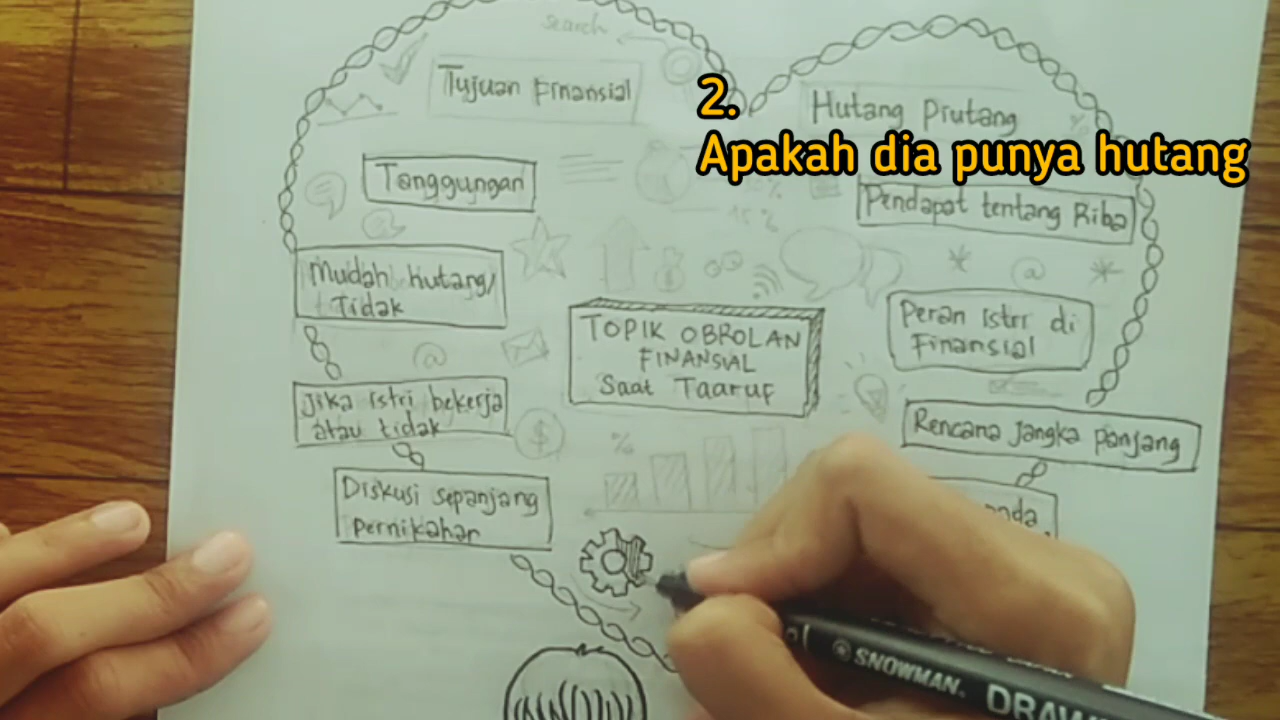 search
Tujuan Finansial
2.
Apakah dia punya hutang
Hutang Piutang
Tanggungan
Pendapat tentang Riba
Mudah hutang/
Tidak
TOPIK OBROLAN
FINANSIAL
Saat Taaruf
Peran Istri di
Finansial
Jika istri bekerja
atau tidak
Rencana Jangka Panjang
Diskusi sepanjang
Pernikahan
SNOWMAN